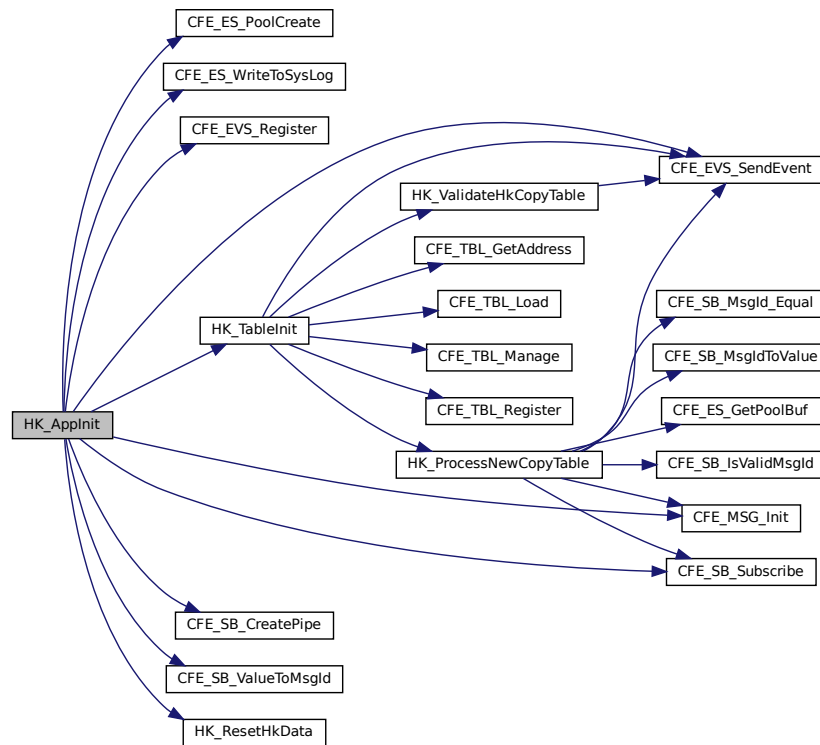 CFE_ES_PoolCreate
CFE_ES_WriteToSysLog
CFE_EVS_Register
CFE_EVS_SendEvent
HK_ValidateHkCopyTable
CFE_TBL_GetAddress
CFE_TBL_Load
CFE_SB_MsgId_Equal
HK_TableInit
CFE_TBL_Manage
CFE_SB_MsgIdToValue
CFE_TBL_Register
CFE_ES_GetPoolBuf
HK_AppInit
HK_ProcessNewCopyTable
CFE_SB_IsValidMsgId
CFE_MSG_Init
CFE_SB_Subscribe
CFE_SB_CreatePipe
CFE_SB_ValueToMsgId
HK_ResetHkData